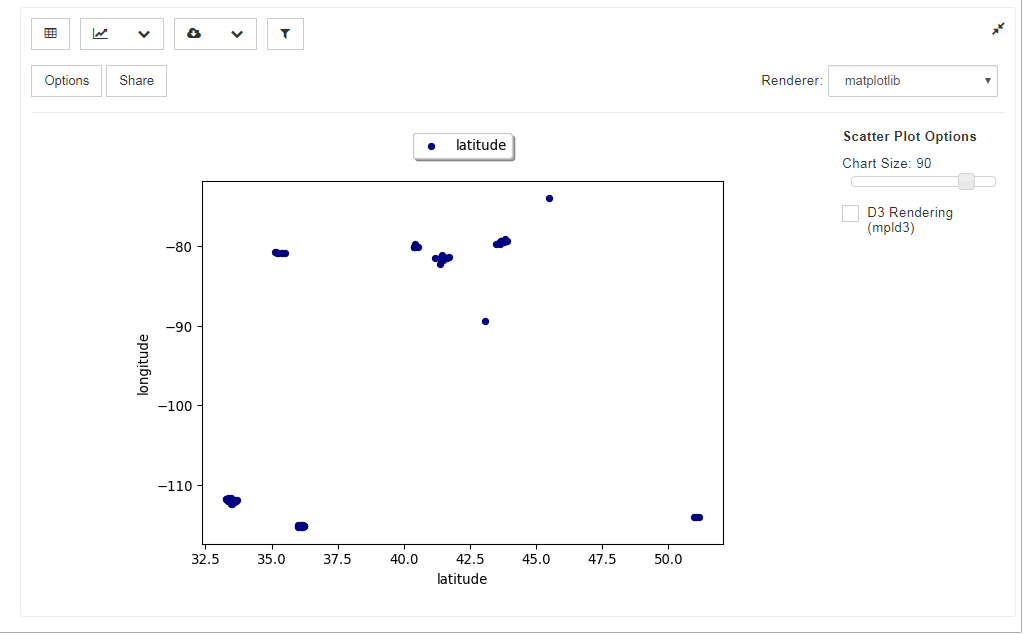 Options Share Renderer: matplotlib
Scatter Plot Options
Chart Size: 90
D3 Rendering
(mpld3)
latitude
−80
−90
−100
−110
longitude
32.5 35.0 37.5 40.0 42.5 45.0 47.5 50.0
latitude